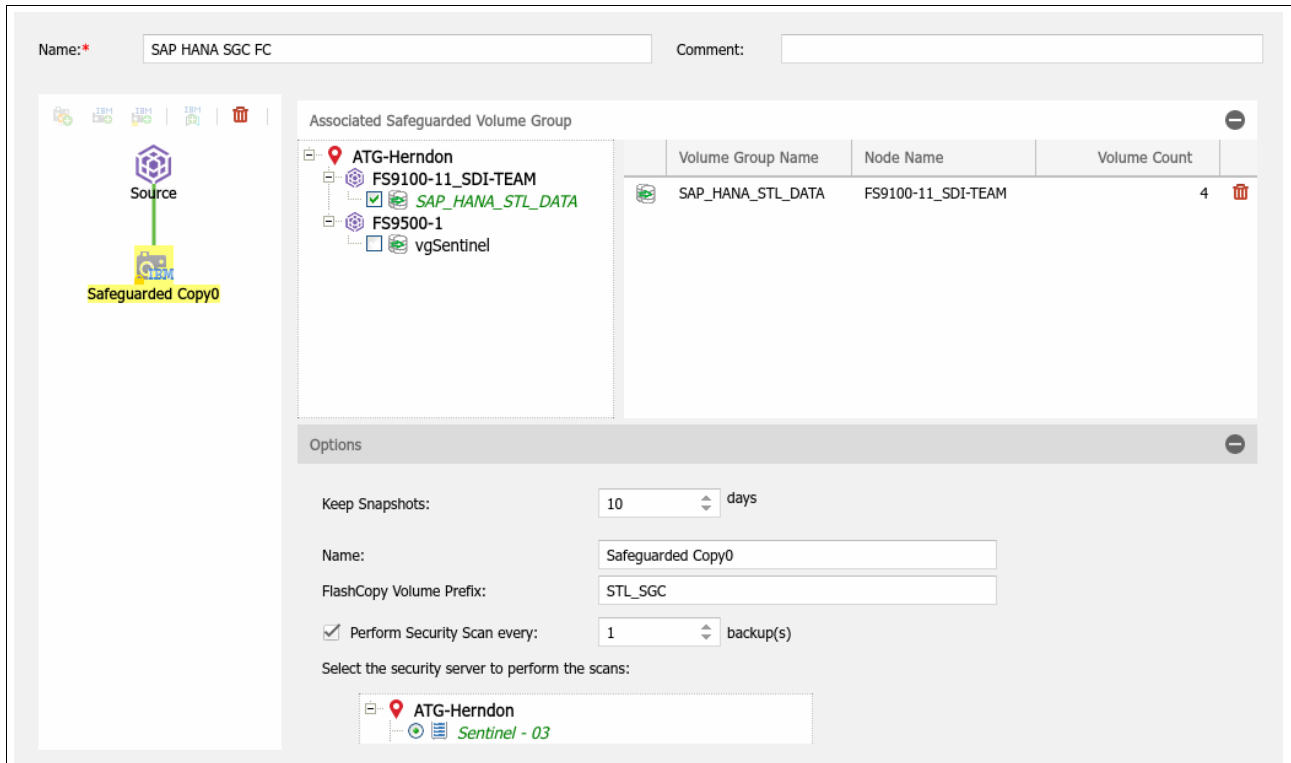 Name:* SAP HANA SGC FC Comment:
Source
IBM
Safeguarded Copy0
Associated Safeguarded Volume Group
ATG-Herndon
FS9100-11_SDI-TEAM
SAP_HANA_STL_DATA
FS9500-1
vgSentinel
Volume Group Name Node Name Volume Count
SAP_HANA_STL_DATA FS9100-11_SDI-TEAM 4
Options
Keep Snapshots: 10 days
Name: Safeguarded Copy0
FlashCopy Volume Prefix: STL_SGC
Perform Security Scan every: 1 backup(s)
Select the security server to perform the scans:
ATG-Herndon
Sentinel - 03